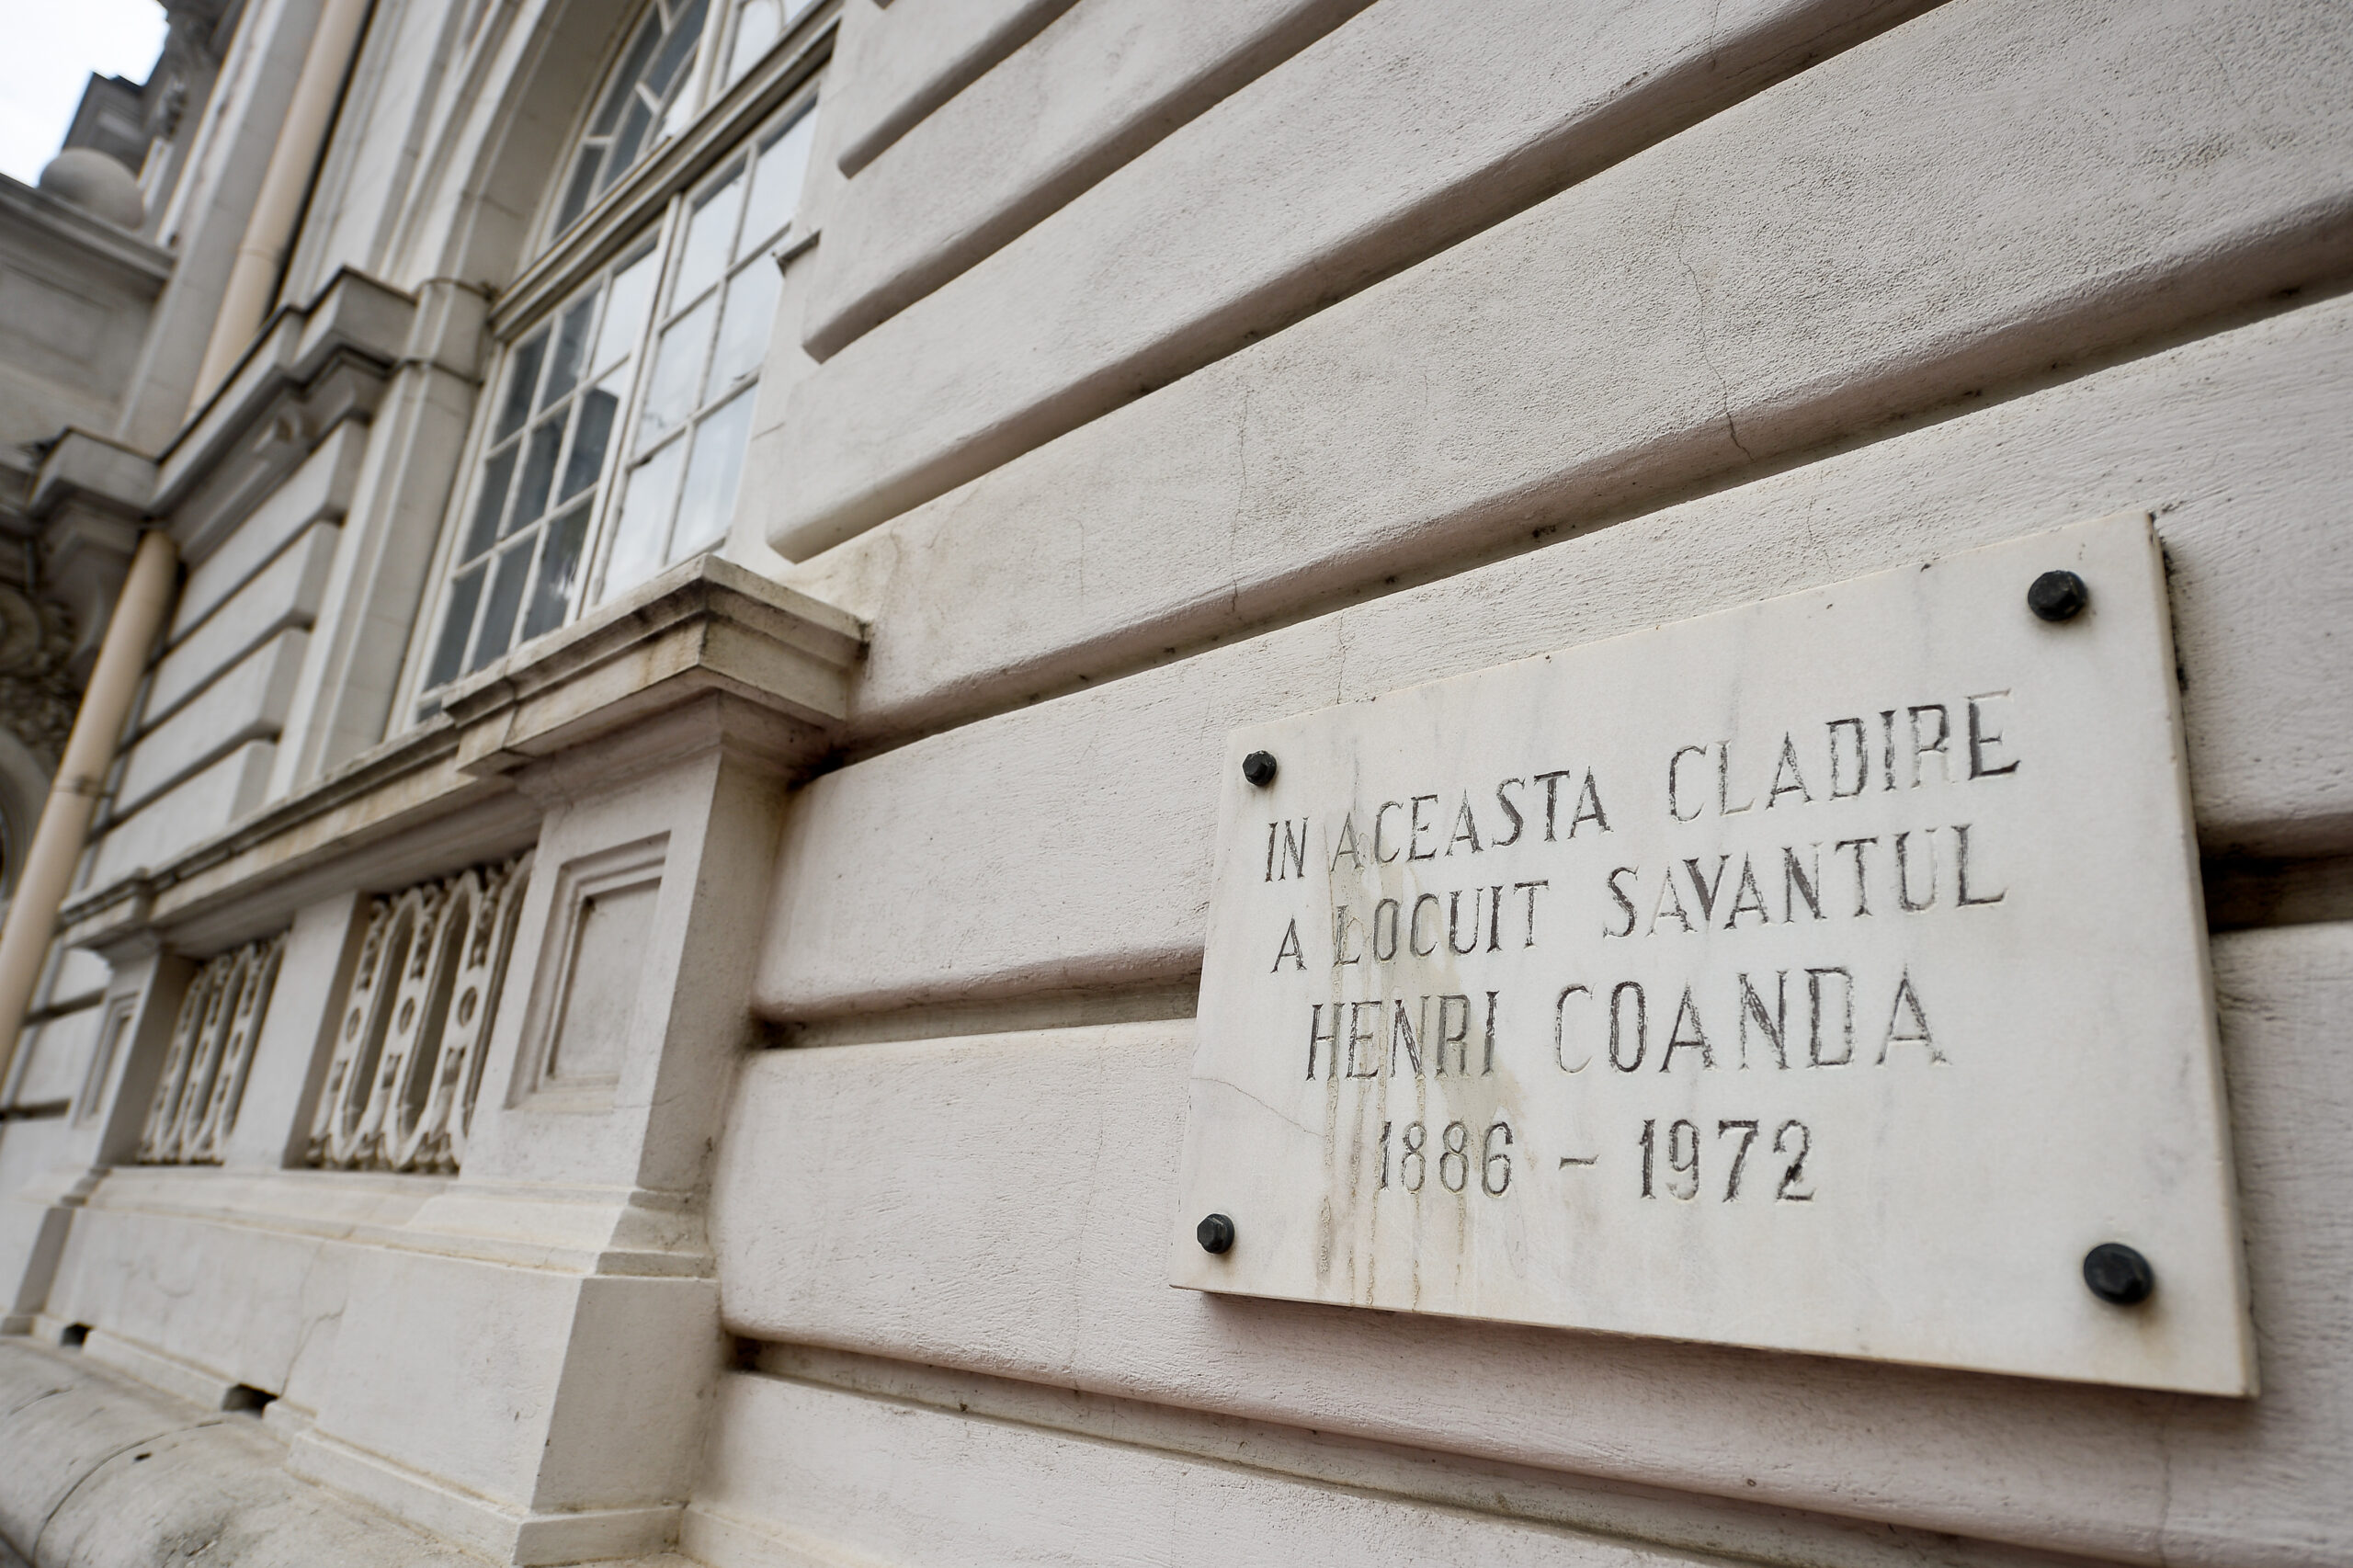 IN ACEASTA CLADIRE
A LOCUIT SAVANTUL
HENRI COANDA
1886 - 1972